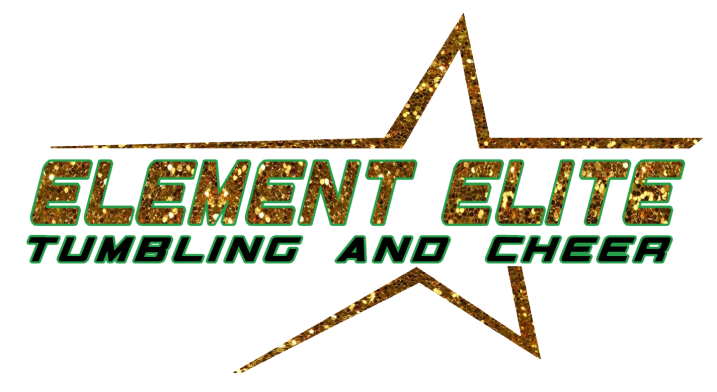 ELEMENT ELITE
TUMBLING AND CHEER